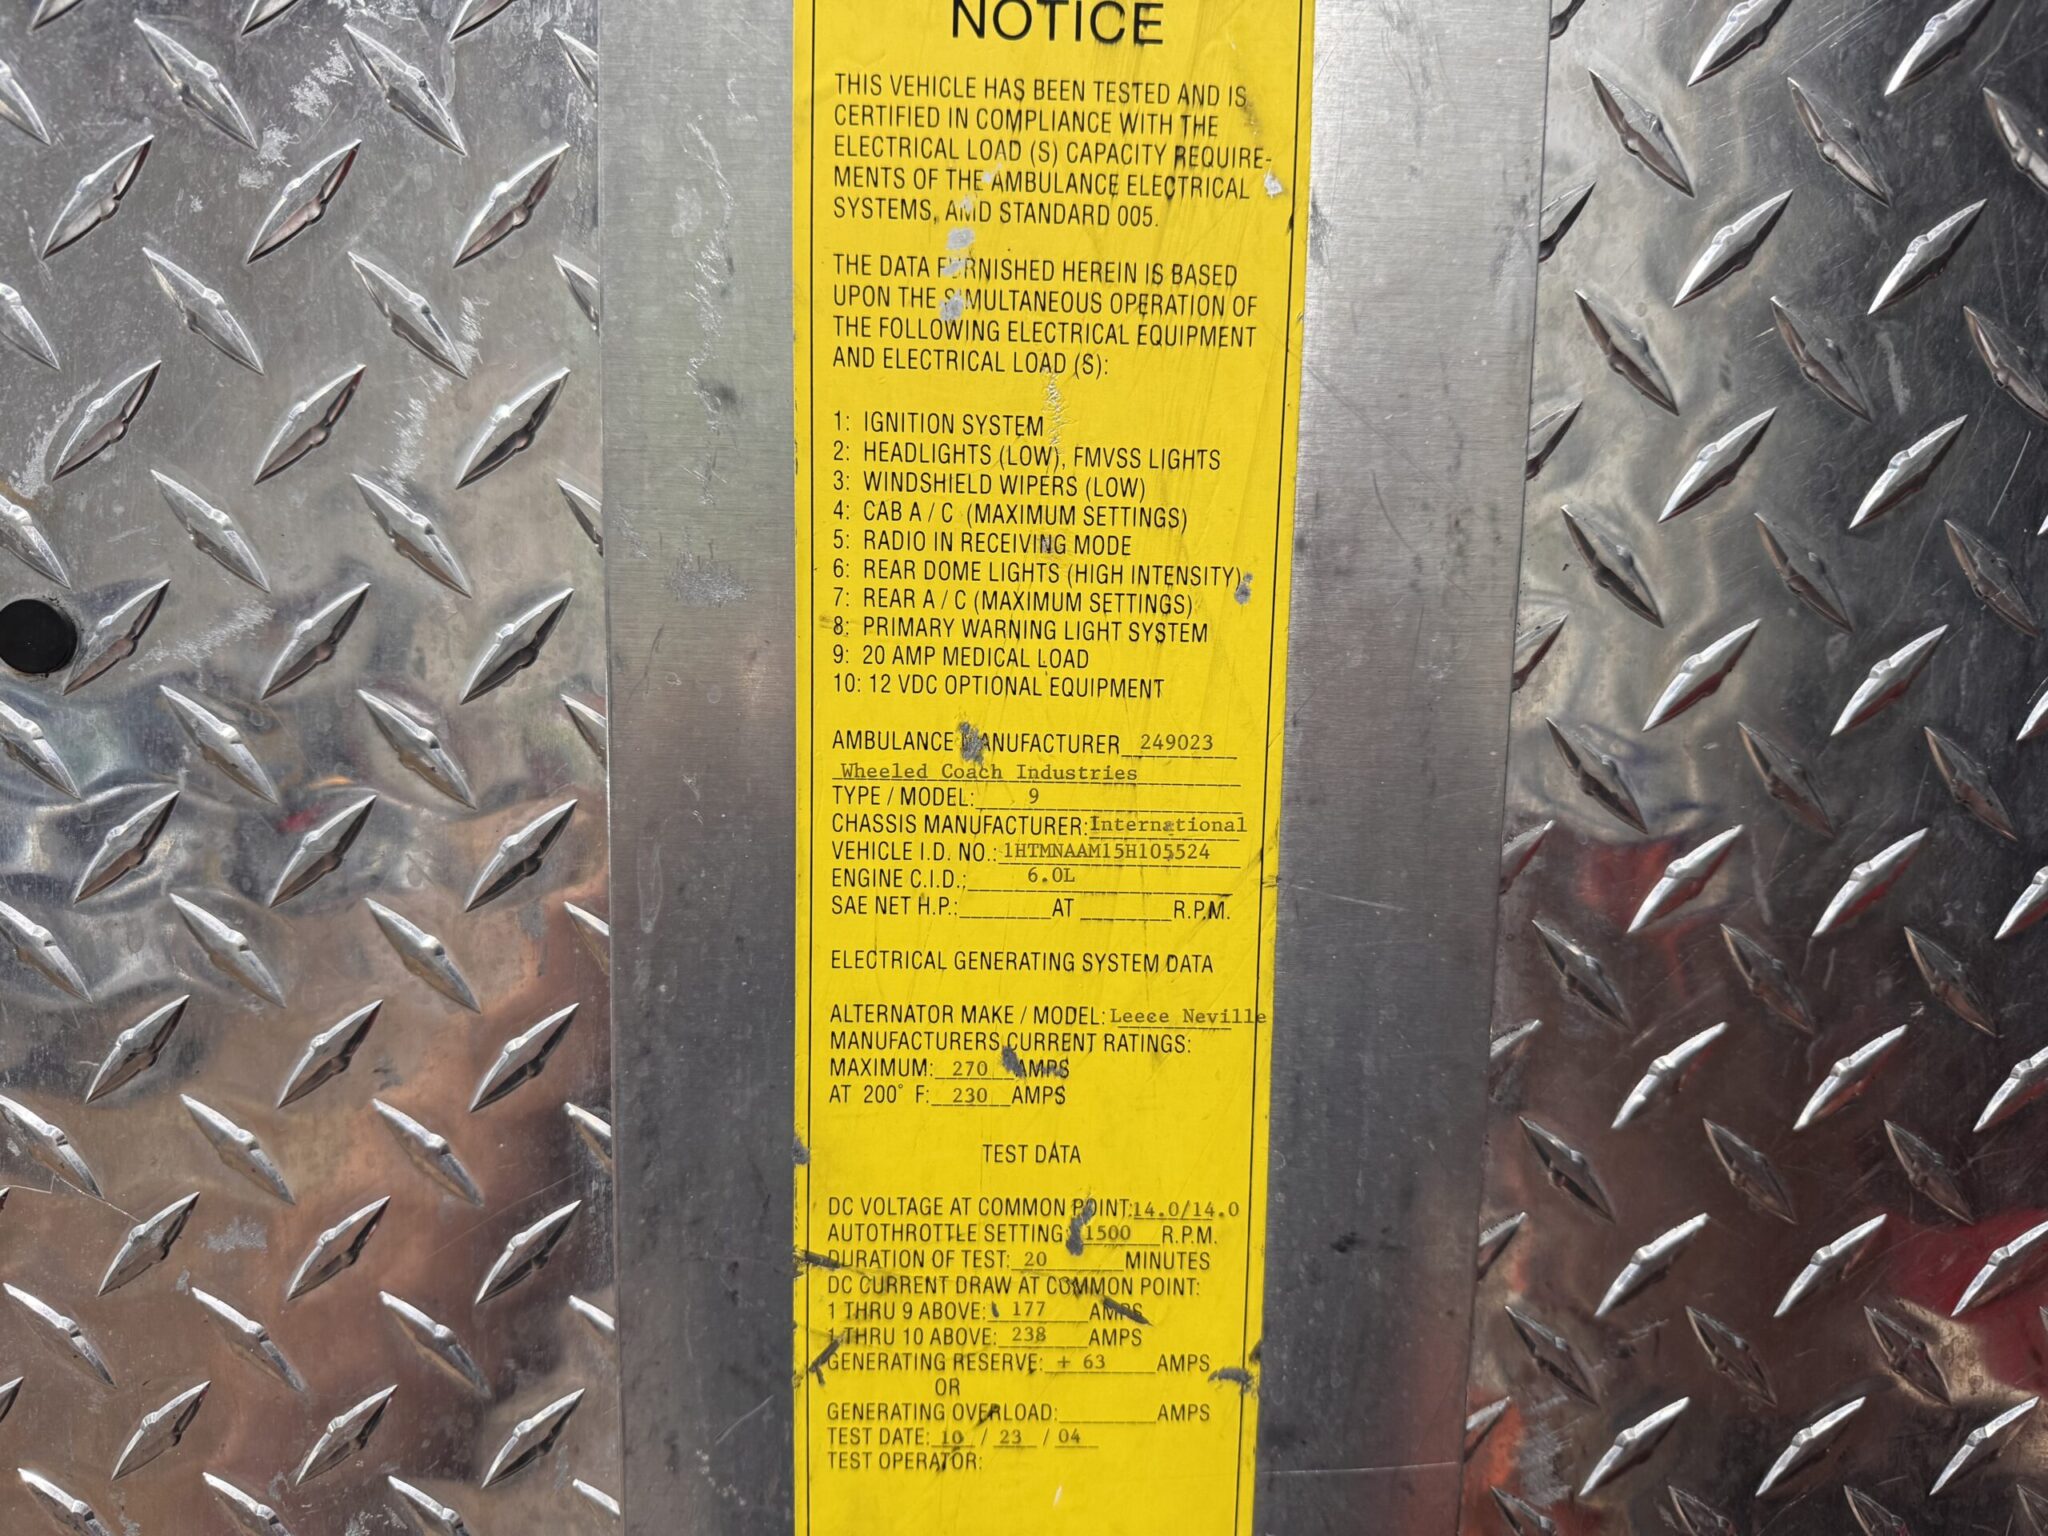 NOTICE
THIS VEHICLE HAS BEEN TESTED AND IS
CERTIFIED IN COMPLIANCE WITH THE
ELECTRICAL LOAD (S) CAPACITY REQUIRE-
MENTS OF THE AMBULANCE ELECTRICAL
SYSTEMS, AMD STANDARD 005.
THE DATA FURNISHED HEREIN IS BASED
UPON THE SIMULTANEOUS OPERATION OF
THE FOLLOWING ELECTRICAL EQUIPMENT
AND ELECTRICAL LOAD (S):
1: IGNITION SYSTEM
2: HEADLIGHTS (LOW), FMVSS LIGHTS
3: WINDSHIELD WIPERS (LOW)
4: CAB A / C (MAXIMUM SETTINGS)
5: RADIO IN RECEIVING MODE
6: REAR DOME LIGHTS (HIGH INTENSITY)
7: REAR A / C (MAXIMUM SETTINGS)
8: PRIMARY WARNING LIGHT SYSTEM
9: 20 AMP MEDICAL LOAD
10: 12 VDC OPTIONAL EQUIPMENT
AMBULANCE MANUFACTURER 249023
Wheeled Coach Industries
TYPE / MODEL: 9
CHASSIS MANUFACTURER: International
VEHICLE I.D. NO.: 1HTMNAAM15H105524
ENGINE C.I.D.: 6.0L
SAE NET H.P.:________AT ________R.P.M.
ELECTRICAL GENERATING SYSTEM DATA
ALTERNATOR MAKE / MODEL: Leece Neville
MANUFACTURERS CURRENT RATINGS:
MAXIMUM: 270 AMPS
AT 200° F: 230 AMPS
TEST DATA
DC VOLTAGE AT COMMON POINT: 14.0/14.0
AUTOTHROTTLE SETTING: 1500 R.P.M.
DURATION OF TEST: 20 MINUTES
DC CURRENT DRAW AT COMMON POINT:
1 THRU 9 ABOVE: 177 AMPS
1 THRU 10 ABOVE: 238 AMPS
GENERATING RESERVE: + 63 AMPS
OR
GENERATING OVERLOAD:________AMPS
TEST DATE: 10 / 23 / 04
TEST OPERATOR: